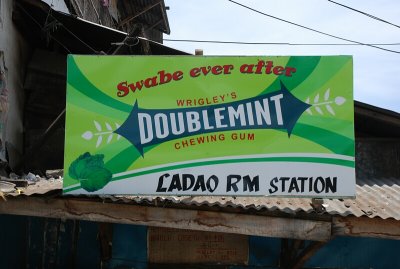 Swabe ever after
WRIGLEY'S
DOUBLEMINT
CHEWING GUM
LADAO RM STATION